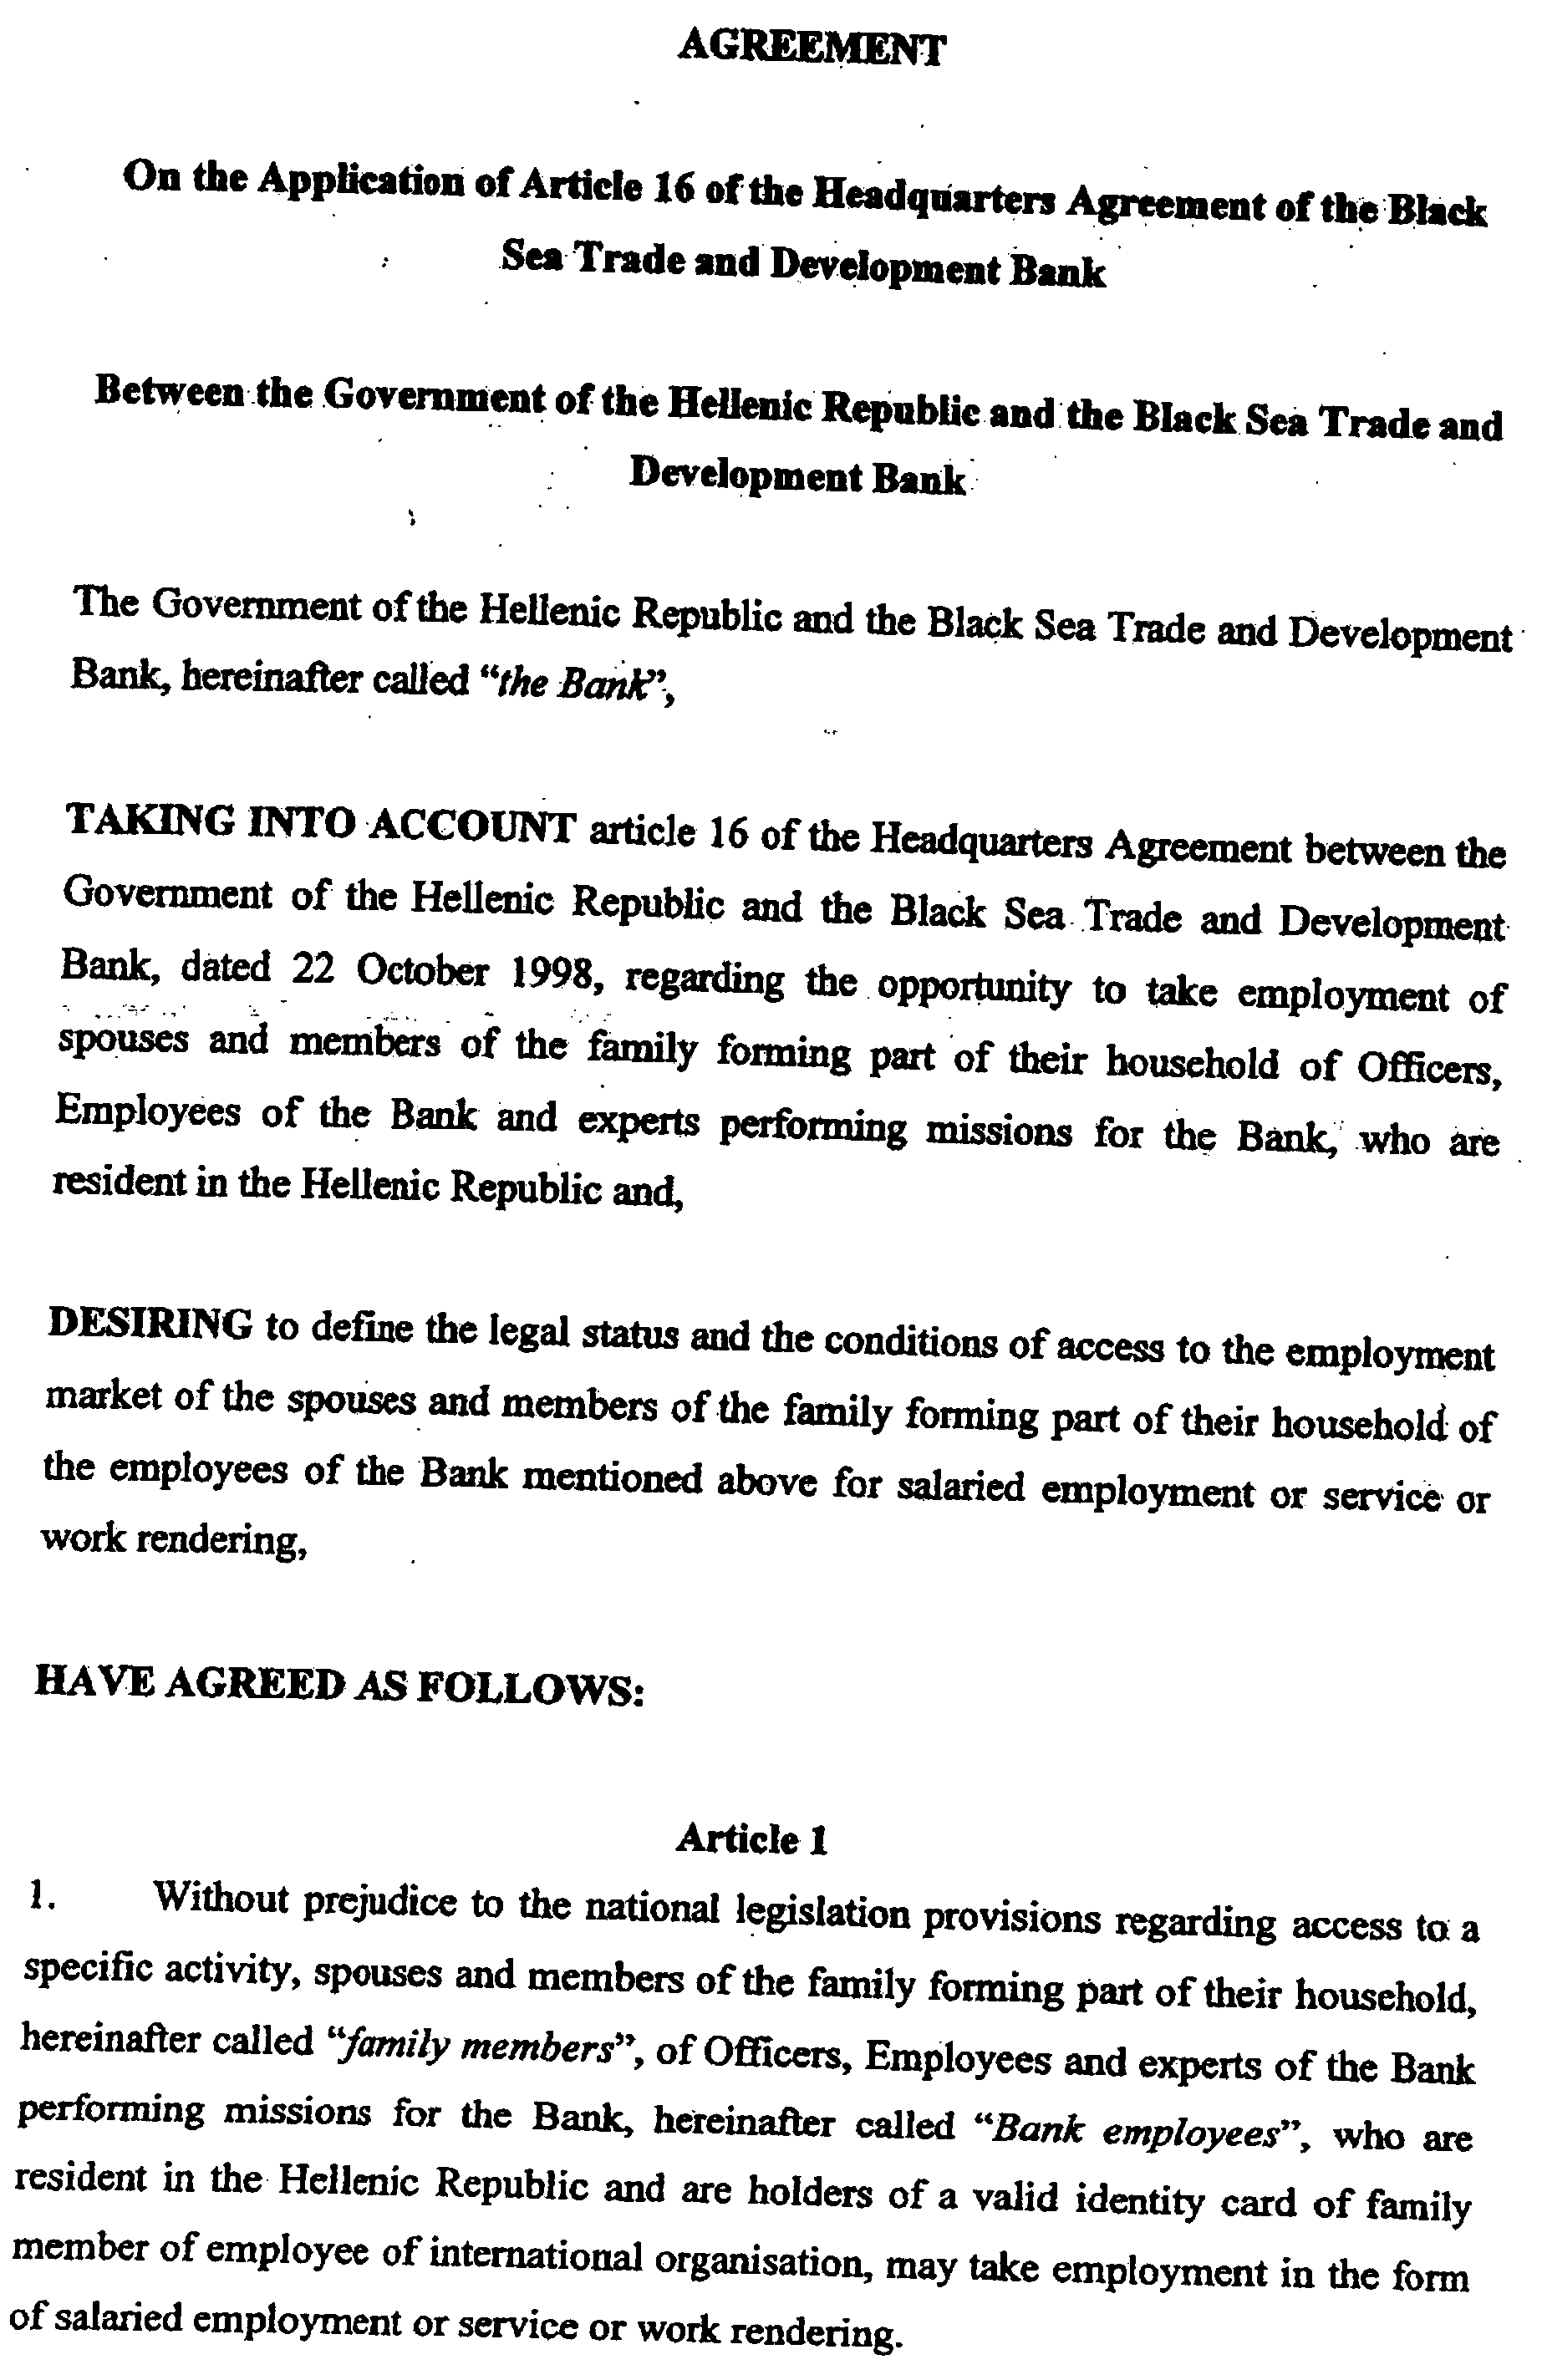 AGREEMENT
On the Application of Article 16 of the Headquarters Agreement of the Black
Sea Trade and Development Bank
Between the Government of the Hellenic Republic and the Black Sea Trade and
Development Bank
The Government of the Hellenic Republic and the Black Sea Trade and Development
Bank, hereinafter called “the Bank”,
TAKING INTO ACCOUNT article 16 of the Headquarters Agreement between the
Government of the Hellenic Republic and the Black Sea Trade and Development
Bank, dated 22 October 1998, regarding the opportunity to take employment of
spouses and members of the family forming part of their household of Officers,
Employees of the Bank and experts performing missions for the Bank, who are
resident in the Hellenic Republic and,
DESIRING to define the legal status and the conditions of access to the employment
market of the spouses and members of the family forming part of their household of
the employees of the Bank mentioned above for salaried employment or service or
work rendering,
HAVE AGREED AS FOLLOWS:
Article 1
1. Without prejudice to the national legislation provisions regarding access to a
specific activity, spouses and members of the family forming part of their household,
hereinafter called “family members”, of Officers, Employees and experts of the Bank
performing missions for the Bank, hereinafter called “Bank employees”, who are
resident in the Hellenic Republic and are holders of a valid identity card of family
member of employee of international organisation, may take employment in the form
of salaried employment or service or work rendering.